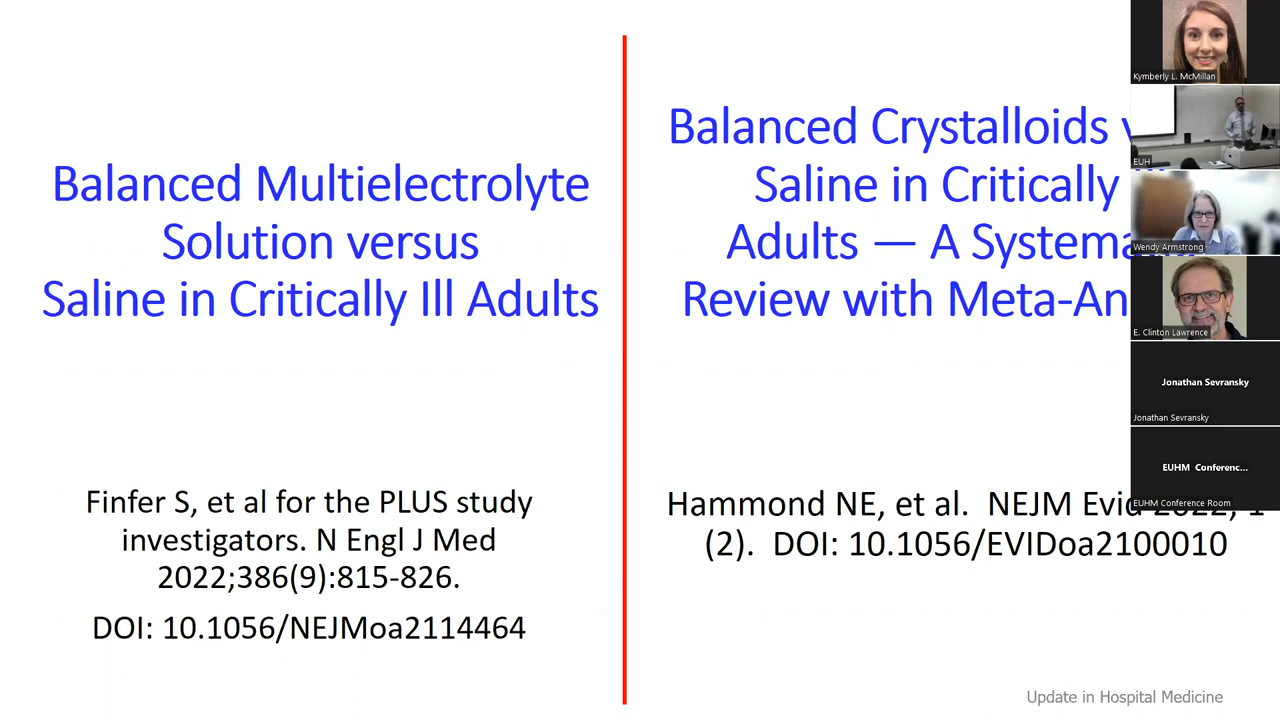 Balanced Multielectrolyte
Solution versus
Saline in Critically Ill Adults
Finfer S, et al for the PLUS study
investigators. N Engl J Med
2022;386(9):815-826.
DOI: 10.1056/NEJMoa2114464
Balanced Crystalloids
Saline in Critically
Adults — A
Review with
Hammond NE, et al. NEJM Evid 2022; 1
(2). DOI: 10.1056/EVIDoa2100010
Update in Hospital Medicine
Kymberly L. McMillan
EUH
Wendy Armstrong
E. Clinton Lawrence
Jonathan Sevransky
Jonathan Sevransky
EUHM Conferenc...
EUHM Conference Room